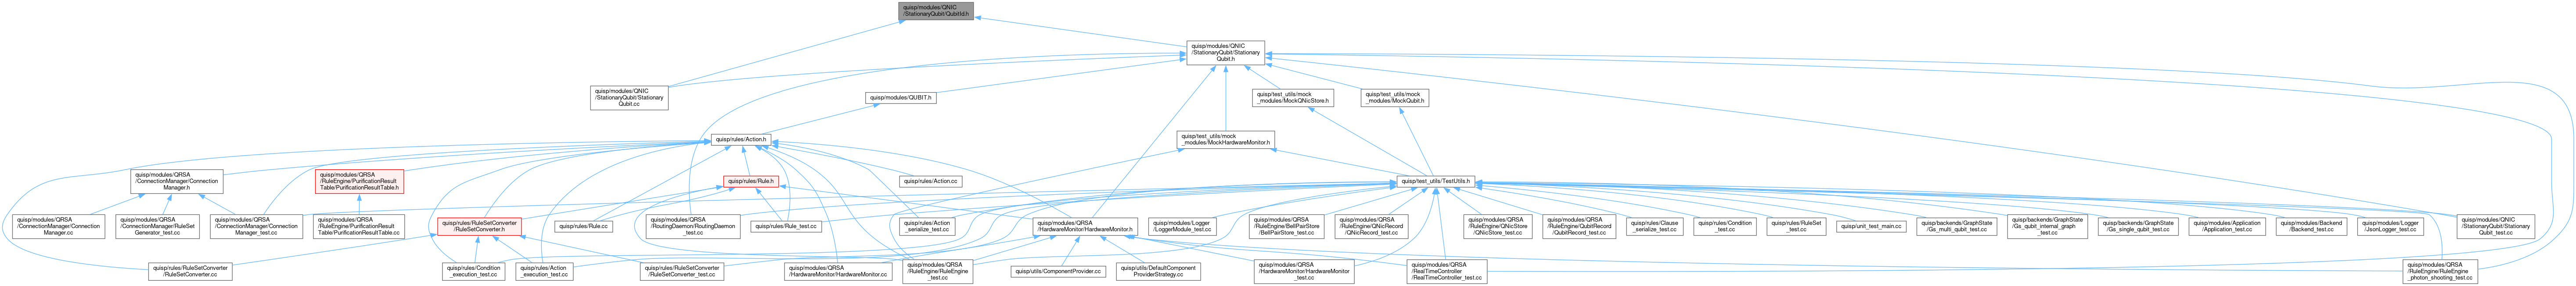 quisp/modules/QNIC
/StationaryQubit/QubitId.h
quisp/modules/QNIC
/StationaryQubit/Stationary
Qubit.h
quisp/modules/QNIC
/StationaryQubit/Stationary
Qubit.cc
quisp/modules/QUBIT.h
quisp/test_utils/mock
_modules/MockQNicStore.h
quisp/test_utils/mock
_modules/MockQubit.h
quisp/rules/Action.h
quisp/test_utils/mock
_modules/MockHardwareMonitor.h
quisp/modules/QRSA
/ConnectionManager/Connection
Manager.h
quisp/modules/QRSA
/RuleEngine/PurificationResult
Table/PurificationResultTable.h
quisp/rules/Rule.h
quisp/rules/Action.cc
quisp/test_utils/TestUtils.h
quisp/modules/QRSA
/ConnectionManager/Connection
Manager.cc
quisp/modules/QRSA
/ConnectionManager/RuleSet
Generator_test.cc
quisp/modules/QRSA
/ConnectionManager/Connection
Manager_test.cc
quisp/modules/QRSA
/RuleEngine/PurificationResult
Table/PurificationResultTable.cc
quisp/rules/RuleSetConverter
/RuleSetConverter.h
quisp/rules/Rule.cc
quisp/modules/QRSA
/RoutingDaemon/RoutingDaemon
_test.cc
quisp/rules/Rule_test.cc
quisp/rules/Action
_serialize_test.cc
quisp/modules/QRSA
/HardwareMonitor/HardwareMonitor.h
quisp/modules/Logger
/LoggerModule_test.cc
quisp/modules/QRSA
/RuleEngine/BellPairStore
/BellPairStore_test.cc
quisp/modules/QRSA
/RuleEngine/QNicRecord
/QNicRecord_test.cc
quisp/modules/QRSA
/RuleEngine/QNicStore
/QNicStore_test.cc
quisp/modules/QRSA
/RuleEngine/QubitRecord
/QubitRecord_test.cc
quisp/rules/Clause
_serialize_test.cc
quisp/rules/Condition
_test.cc
quisp/rules/RuleSet
_test.cc
quisp/unit_test_main.cc
quisp/backends/GraphState
/Gs_multi_qubit_test.cc
quisp/backends/GraphState
/Gs_qubit_internal_graph
_test.cc
quisp/backends/GraphState
/Gs_single_qubit_test.cc
quisp/modules/Application
/Application_test.cc
quisp/modules/Backend
/Backend_test.cc
quisp/modules/Logger
/JsonLogger_test.cc
quisp/modules/QNIC
/StationaryQubit/Stationary
Qubit_test.cc
quisp/rules/RuleSetConverter
/RuleSetConverter.cc
quisp/rules/Condition
_execution_test.cc
quisp/rules/Action
_execution_test.cc
quisp/rules/RuleSetConverter
/RuleSetConverter_test.cc
quisp/modules/QRSA
/HardwareMonitor/HardwareMonitor.cc
quisp/modules/QRSA
/RuleEngine/RuleEngine
_test.cc
quisp/utils/ComponentProvider.cc
quisp/utils/DefaultComponent
ProviderStrategy.cc
quisp/modules/QRSA
/HardwareMonitor/HardwareMonitor
_test.cc
quisp/modules/QRSA
/RealTimeController
/RealTimeController_test.cc
quisp/modules/QRSA
/RuleEngine/RuleEngine
_photon_shooting_test.cc